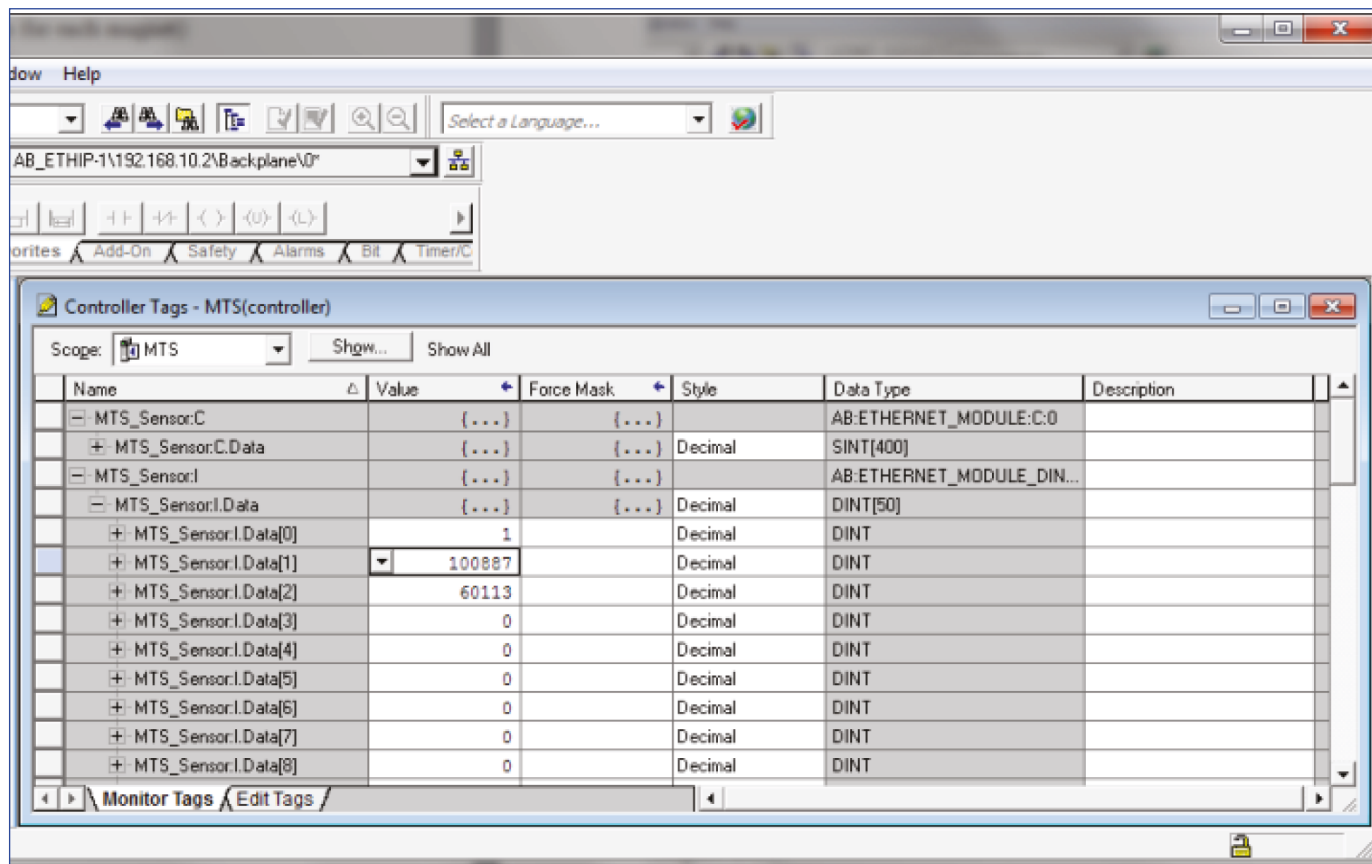 for each magnet)
dow Help
Select a Language...
AB_ETHIP-1\192.168.10.2\Backplane\0*
orites Add-On Safety Alarms Bit Timer/C
Controller Tags - MTS(controller)
Scope: MTS Show... Show All
Name Value Force Mask Style Data Type Description
MTS_Sensor:C {...} {...} AB:ETHERNET_MODULE:C:0
MTS_Sensor:C.Data {...} {...} Decimal SINT[400]
MTS_Sensor:I {...} {...} AB:ETHERNET_MODULE_DIN...
MTS_Sensor:I.Data {...} {...} Decimal DINT[50]
MTS_Sensor:I.Data[0] 1 Decimal DINT
MTS_Sensor:I.Data[1] 100887 Decimal DINT
MTS_Sensor:I.Data[2] 60113 Decimal DINT
MTS_Sensor:I.Data[3] 0 Decimal DINT
MTS_Sensor:I.Data[4] 0 Decimal DINT
MTS_Sensor:I.Data[5] 0 Decimal DINT
MTS_Sensor:I.Data[6] 0 Decimal DINT
MTS_Sensor:I.Data[7] 0 Decimal DINT
MTS_Sensor:I.Data[8] 0 Decimal DINT
Monitor Tags Edit Tags